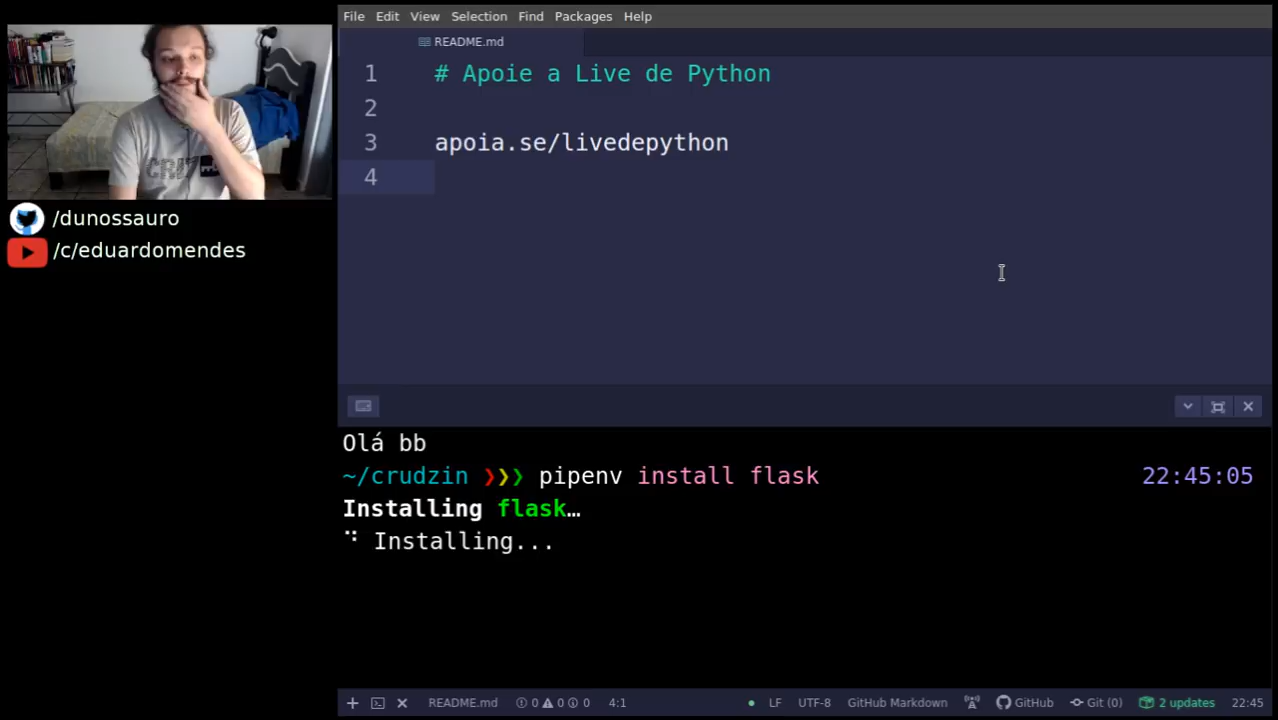 File Edit View Selection Find Packages Help
README.md
1 # Apoie a Live de Python
2
3 apoia.se/livedepython
4
/dunossauro
/c/eduardomendes
Olá bb
~/crudzin ❯❯❯ pipenv install flask 22:45:05
Installing flask…
⠙ Installing...
README.md 0 0 0 4:1 LF UTF-8 GitHub Markdown GitHub Git (0) 2 updates 22:45